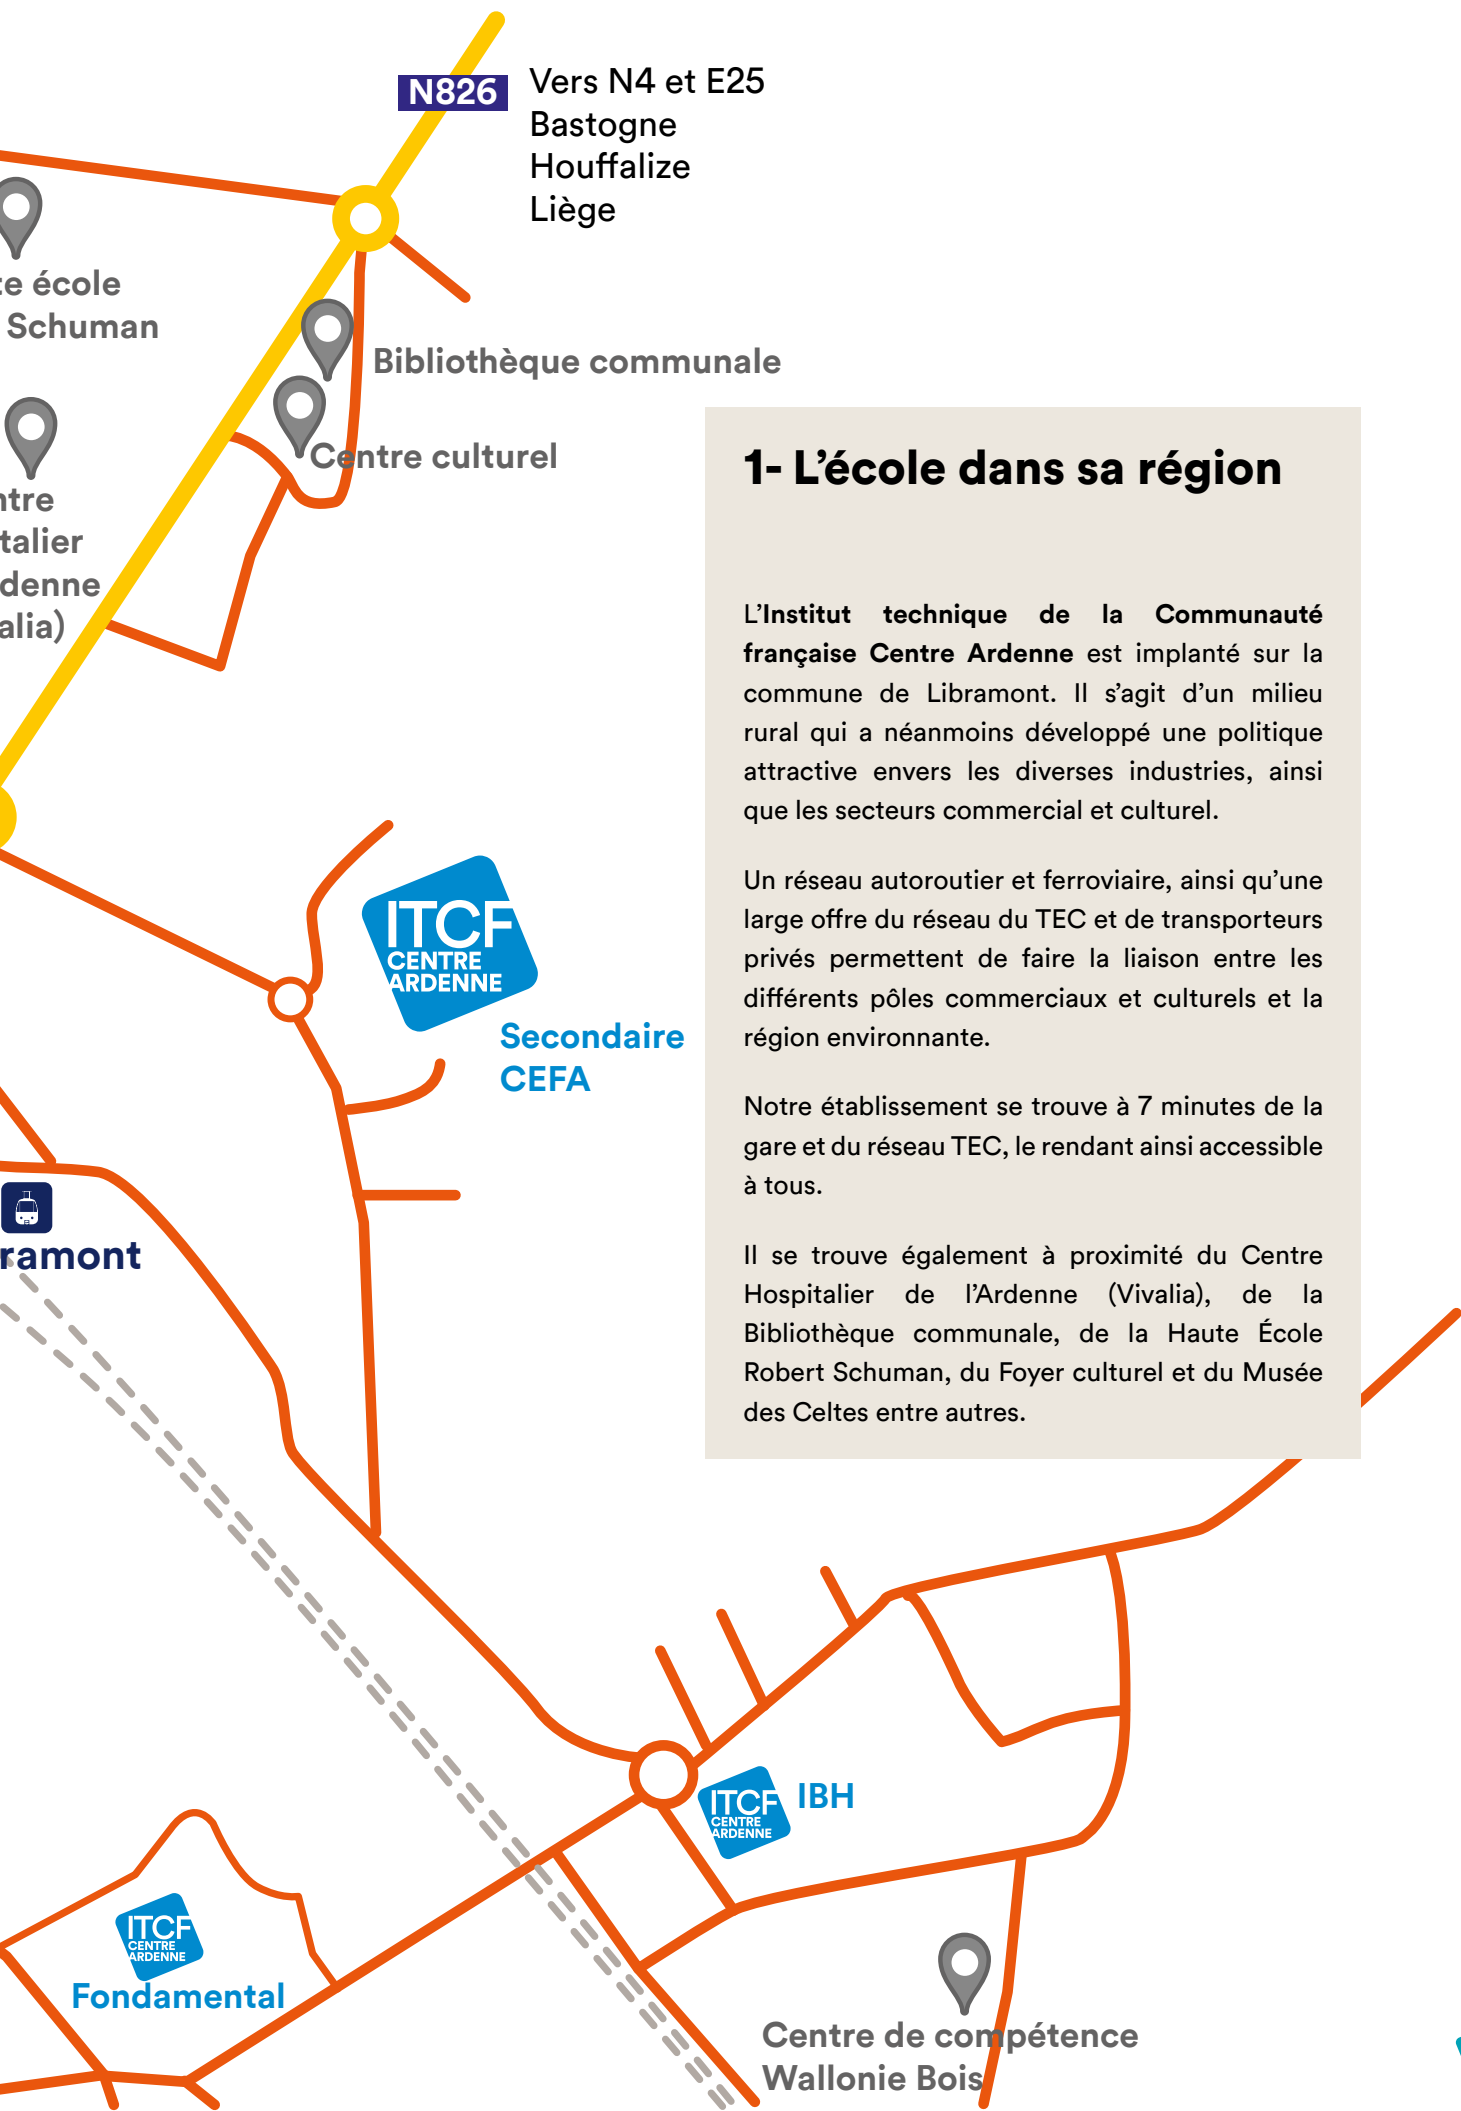 N826
Vers N4 et E25
Bastogne
Houffalize
Liège
école
Schuman
Bibliothèque communale
Centre culturel
1- L’école dans sa région
L’Institut technique de la Communauté
française Centre Ardenne est implanté sur la
commune de Libramont. Il s’agit d’un milieu
rural qui a néanmoins développé une politique
attractive envers les diverses industries, ainsi
que les secteurs commercial et culturel.
Un réseau autoroutier et ferroviaire, ainsi qu’une
large offre du réseau du TEC et de transporteurs
privés permettent de faire la liaison entre les
différents pôles commerciaux et culturels et la
région environnante.
Notre établissement se trouve à 7 minutes de la
gare et du réseau TEC, le rendant ainsi accessible
à tous.
Il se trouve également à proximité du Centre
Hospitalier de l’Ardenne (Vivalia), de la
Bibliothèque communale, de la Haute École
Robert Schuman, du Foyer culturel et du Musée
des Celtes entre autres.
ntre
talier
denne
alia)
ITCF
CENTRE
ARDENNE
Secondaire
CEFA
ramont
ITCF
CENTRE
ARDENNE
IBH
ITCF
CENTRE
ARDENNE
Fondamental
Centre de compétence
Wallonie Bois